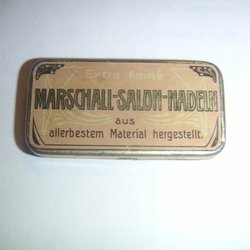 Extra feine
MARSCHALL-SALON-NADELN
aus
allerbestem Material hergestellt.